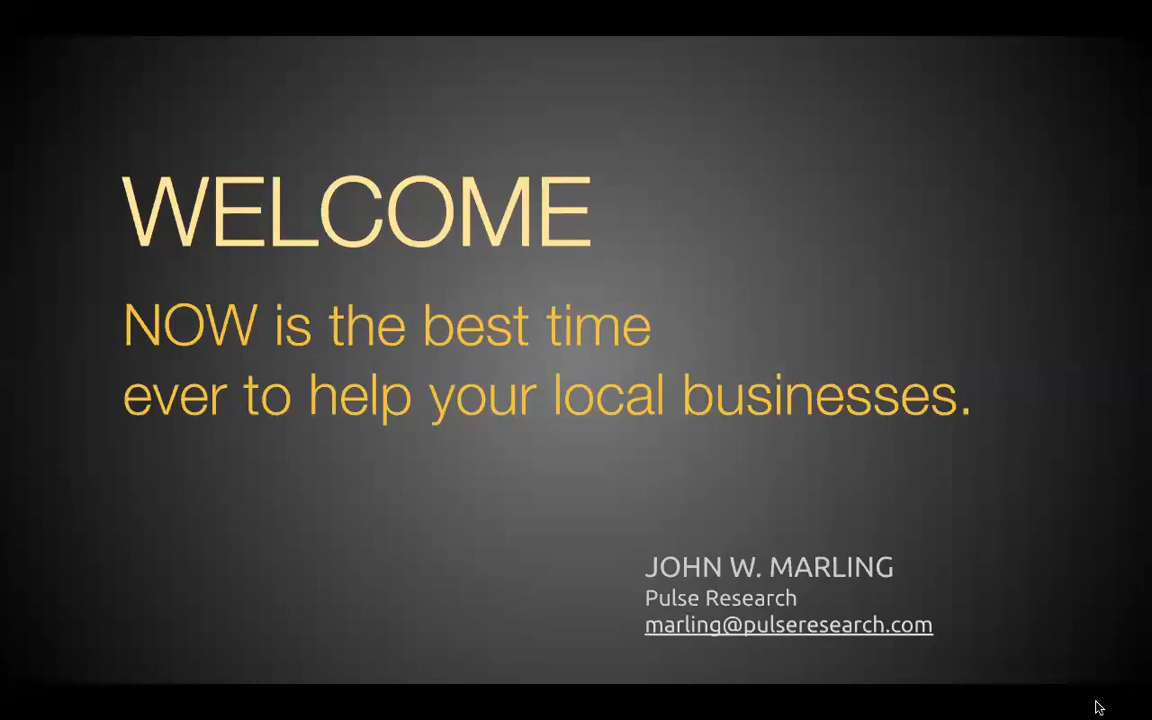 WELCOME
NOW is the best time
ever to help your local businesses.
JOHN W. MARLING
Pulse Research
marling@pulseresearch.com